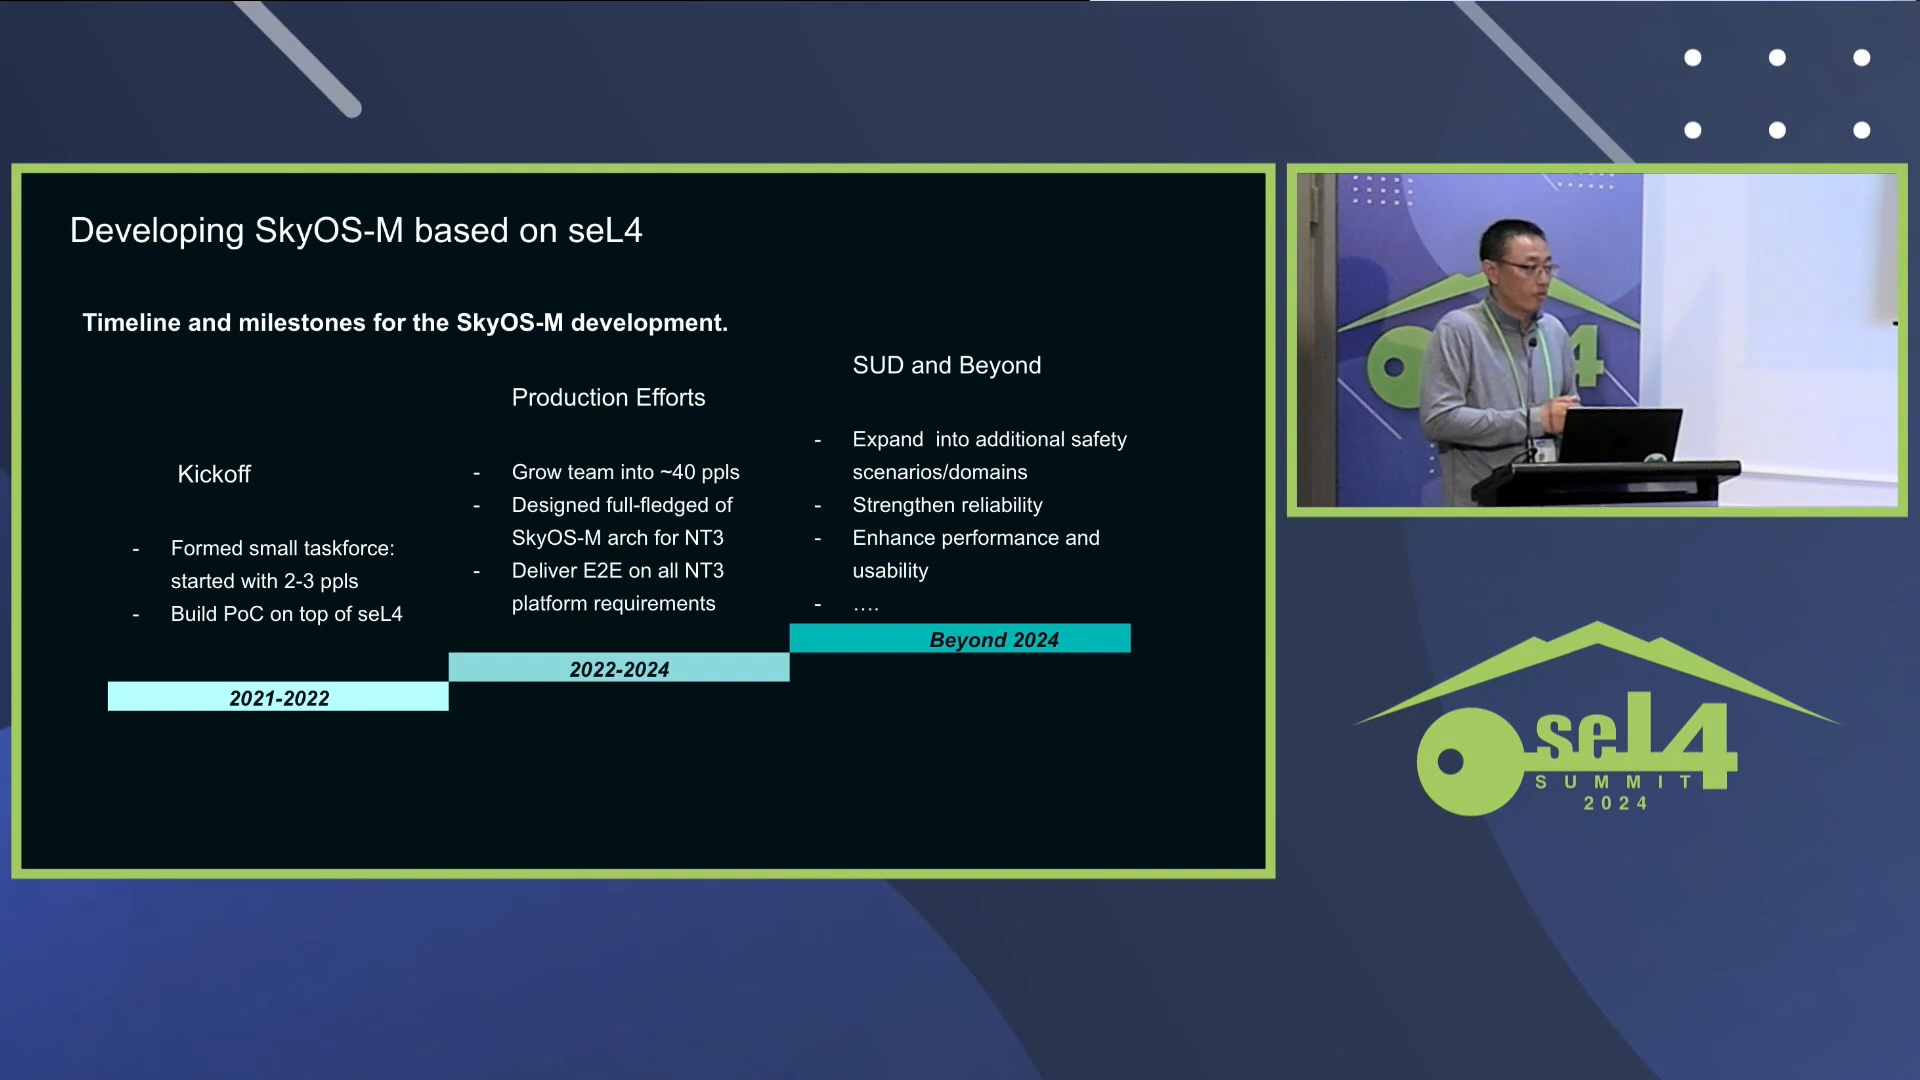 Developing SkyOS-M based on seL4
Timeline and milestones for the SkyOS-M development.
Kickoff
- Formed small taskforce:
started with 2-3 ppls
- Build PoC on top of seL4
2021-2022
Production Efforts
- Grow team into ~40 ppls
- Designed full-fledged of
SkyOS-M arch for NT3
- Deliver E2E on all NT3
platform requirements
2022-2024
SUD and Beyond
- Expand  into additional safety
scenarios/domains
- Strengthen reliability
- Enhance performance and
usability
- ….
Beyond 2024
4
seL4
SUMMIT
2024